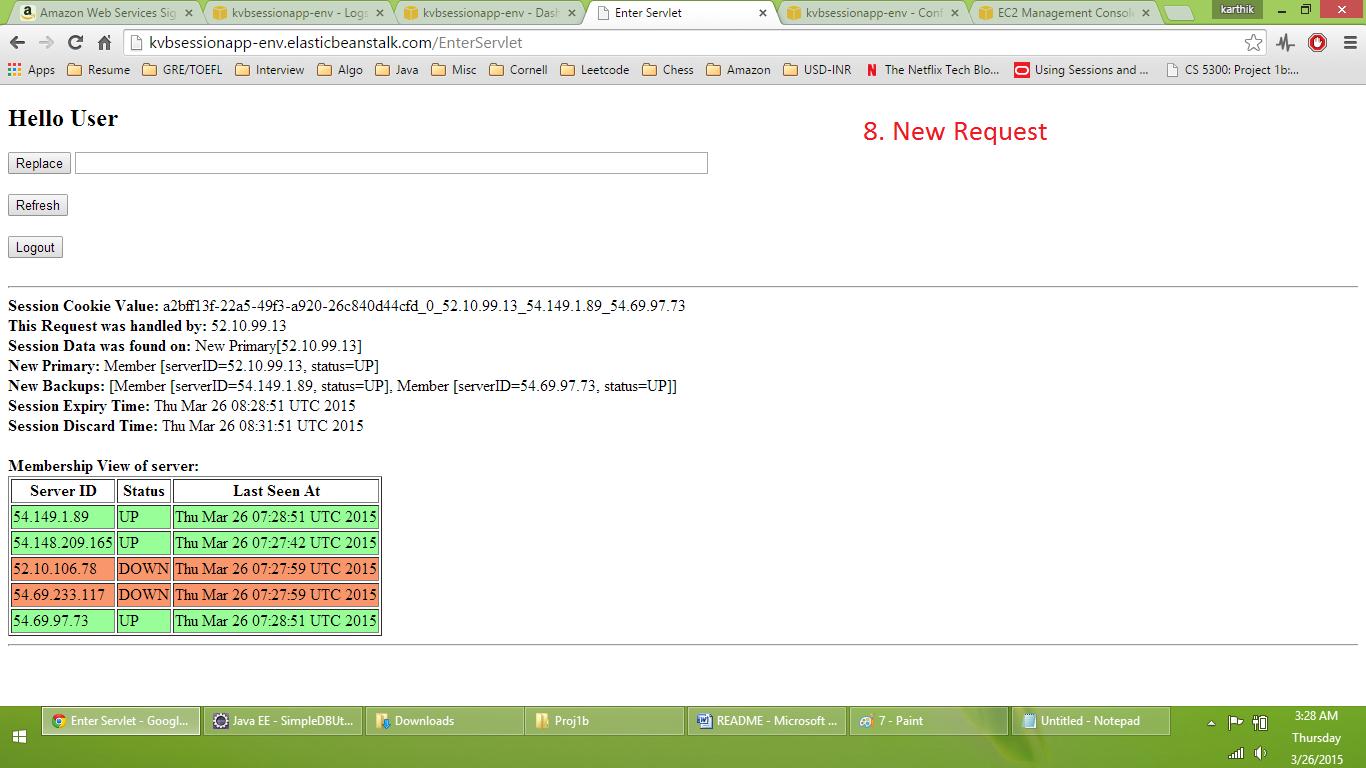 Amazon Web Services Sig
kvbsessionapp-env - Logs
kvbsessionapp-env - Dash
Enter Servlet
kvbsessionapp-env - Conf
EC2 Management Console
karthik
kvbsessionapp-env.elasticbeanstalk.com/EnterServlet
Apps Resume GRE/TOEFL Interview Algo Java Misc Cornell Leetcode Chess Amazon USD-INR The Netflix Tech Blo... Using Sessions and ... CS 5300: Project 1b:...
Hello User
8. New Request
Replace
Refresh
Logout
Session Cookie Value: a2bff13f-22a5-49f3-a920-26c840d44cfd_0_52.10.99.13_54.149.1.89_54.69.97.73
This Request was handled by: 52.10.99.13
Session Data was found on: New Primary[52.10.99.13]
New Primary: Member [serverID=52.10.99.13, status=UP]
New Backups: [Member [serverID=54.149.1.89, status=UP], Member [serverID=54.69.97.73, status=UP]]
Session Expiry Time: Thu Mar 26 08:28:51 UTC 2015
Session Discard Time: Thu Mar 26 08:31:51 UTC 2015
Membership View of server:
Server ID Status Last Seen At
54.149.1.89 UP Thu Mar 26 07:28:51 UTC 2015
54.148.209.165 UP Thu Mar 26 07:27:42 UTC 2015
52.10.106.78 DOWN Thu Mar 26 07:27:59 UTC 2015
54.69.233.117 DOWN Thu Mar 26 07:27:59 UTC 2015
54.69.97.73 UP Thu Mar 26 07:28:51 UTC 2015
Enter Servlet - Googl... Java EE - SimpleDBUt... Downloads Proj1b README - Microsoft ... 7 - Paint Untitled - Notepad
3:28 AM
Thursday
3/26/2015